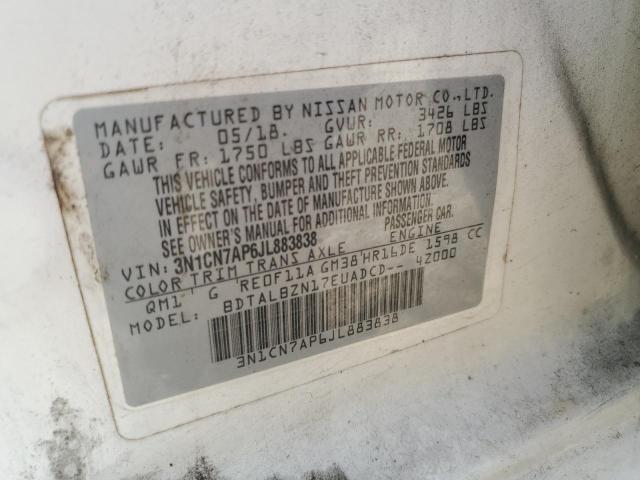 MANUFACTURED BY NISSAN MOTOR CO.,LTD.
DATE: 05/18. GVWR: 3426 LBS
GAWR FR: 1750 LBS GAWR RR: 1708 LBS
THIS VEHICLE CONFORMS TO ALL APPLICABLE FEDERAL MOTOR
VEHICLE SAFETY, BUMPER AND THEFT PREVENTION STANDARDS
IN EFFECT ON THE DATE OF MANUFACTURE SHOWN ABOVE.
SEE OWNER'S MANUAL FOR ADDITIONAL INFORMATION.
VIN: 3N1CN7AP6JL883838 PASSENGER CAR.
COLOR TRIM TRANS AXLE ENGINE
QM1 G RE0F11A GM38 HR16DE 1598 CC
MODEL: BDTALBZN17EUADCD-- 42000
3N1CN7AP6JL883838